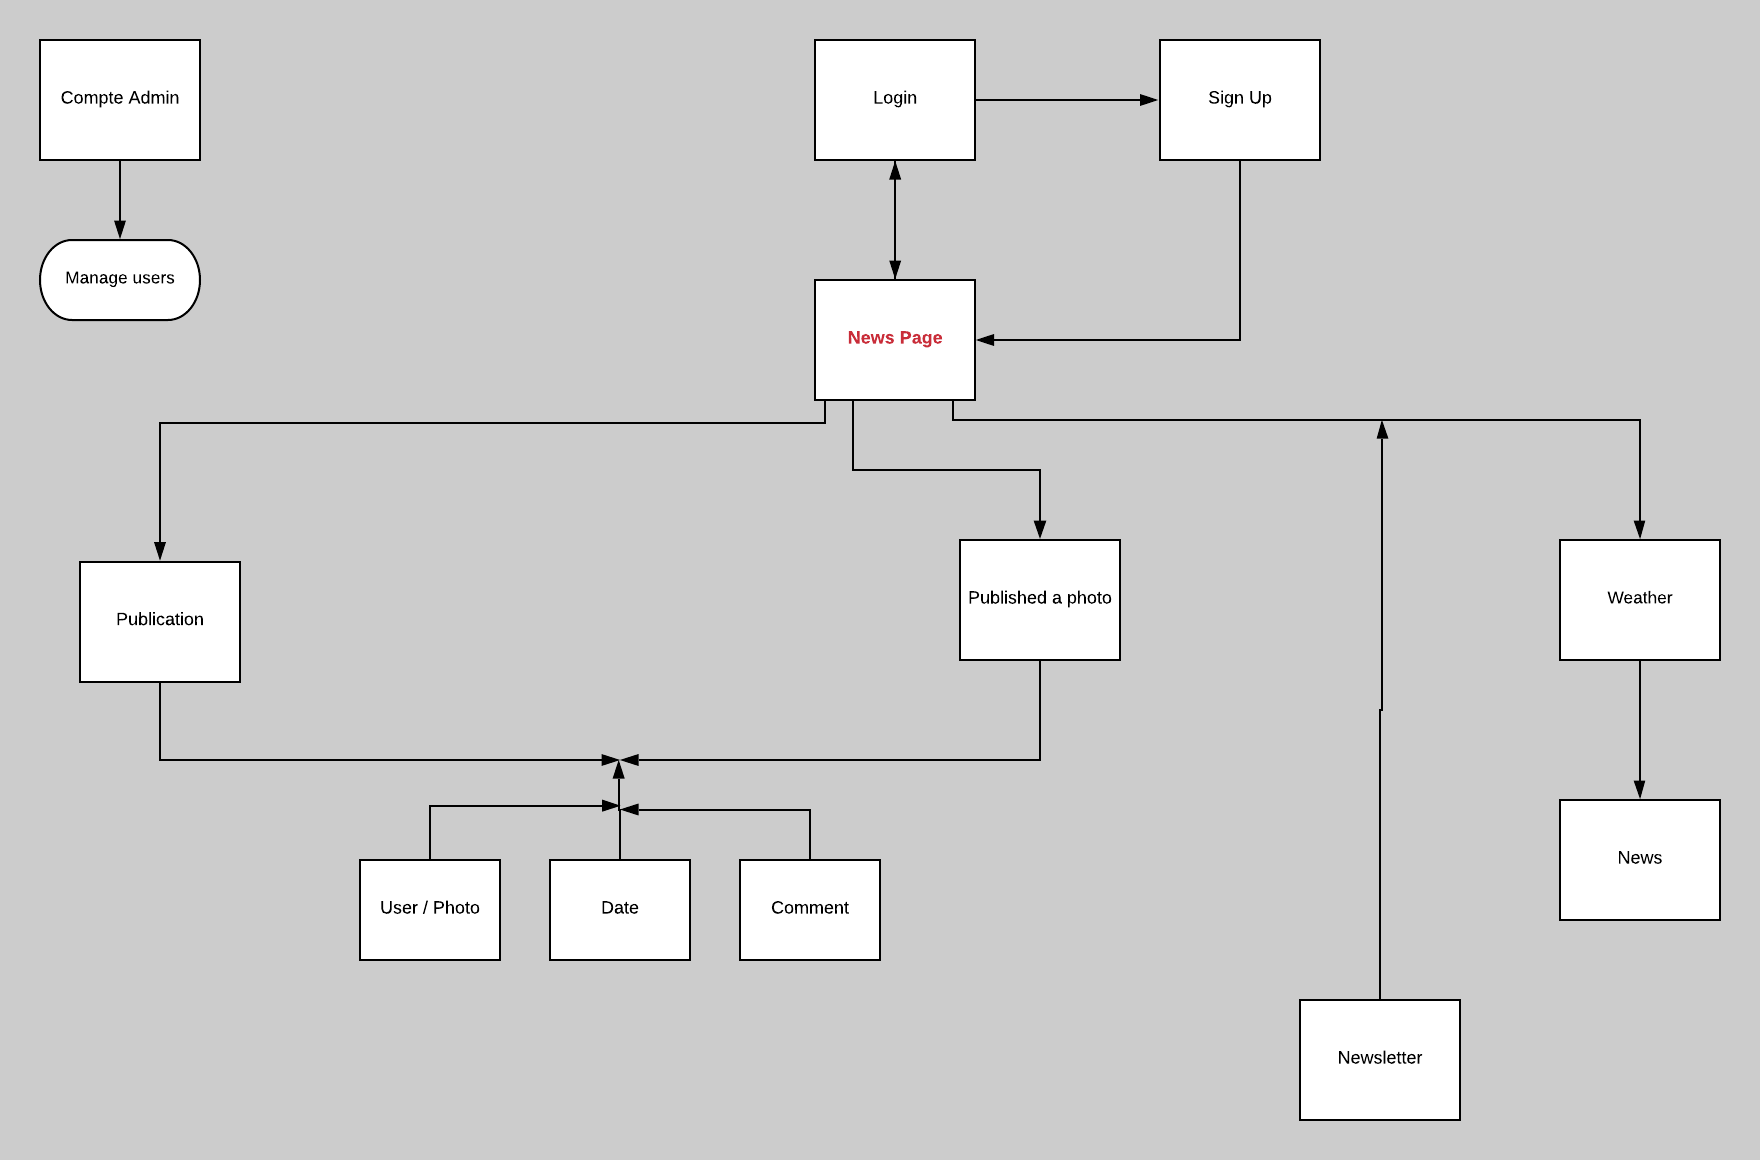 Compte Admin
Login
Sign Up
Manage users
News Page
Publication
Published a photo
Weather
User / Photo
Date
Comment
News
Newsletter